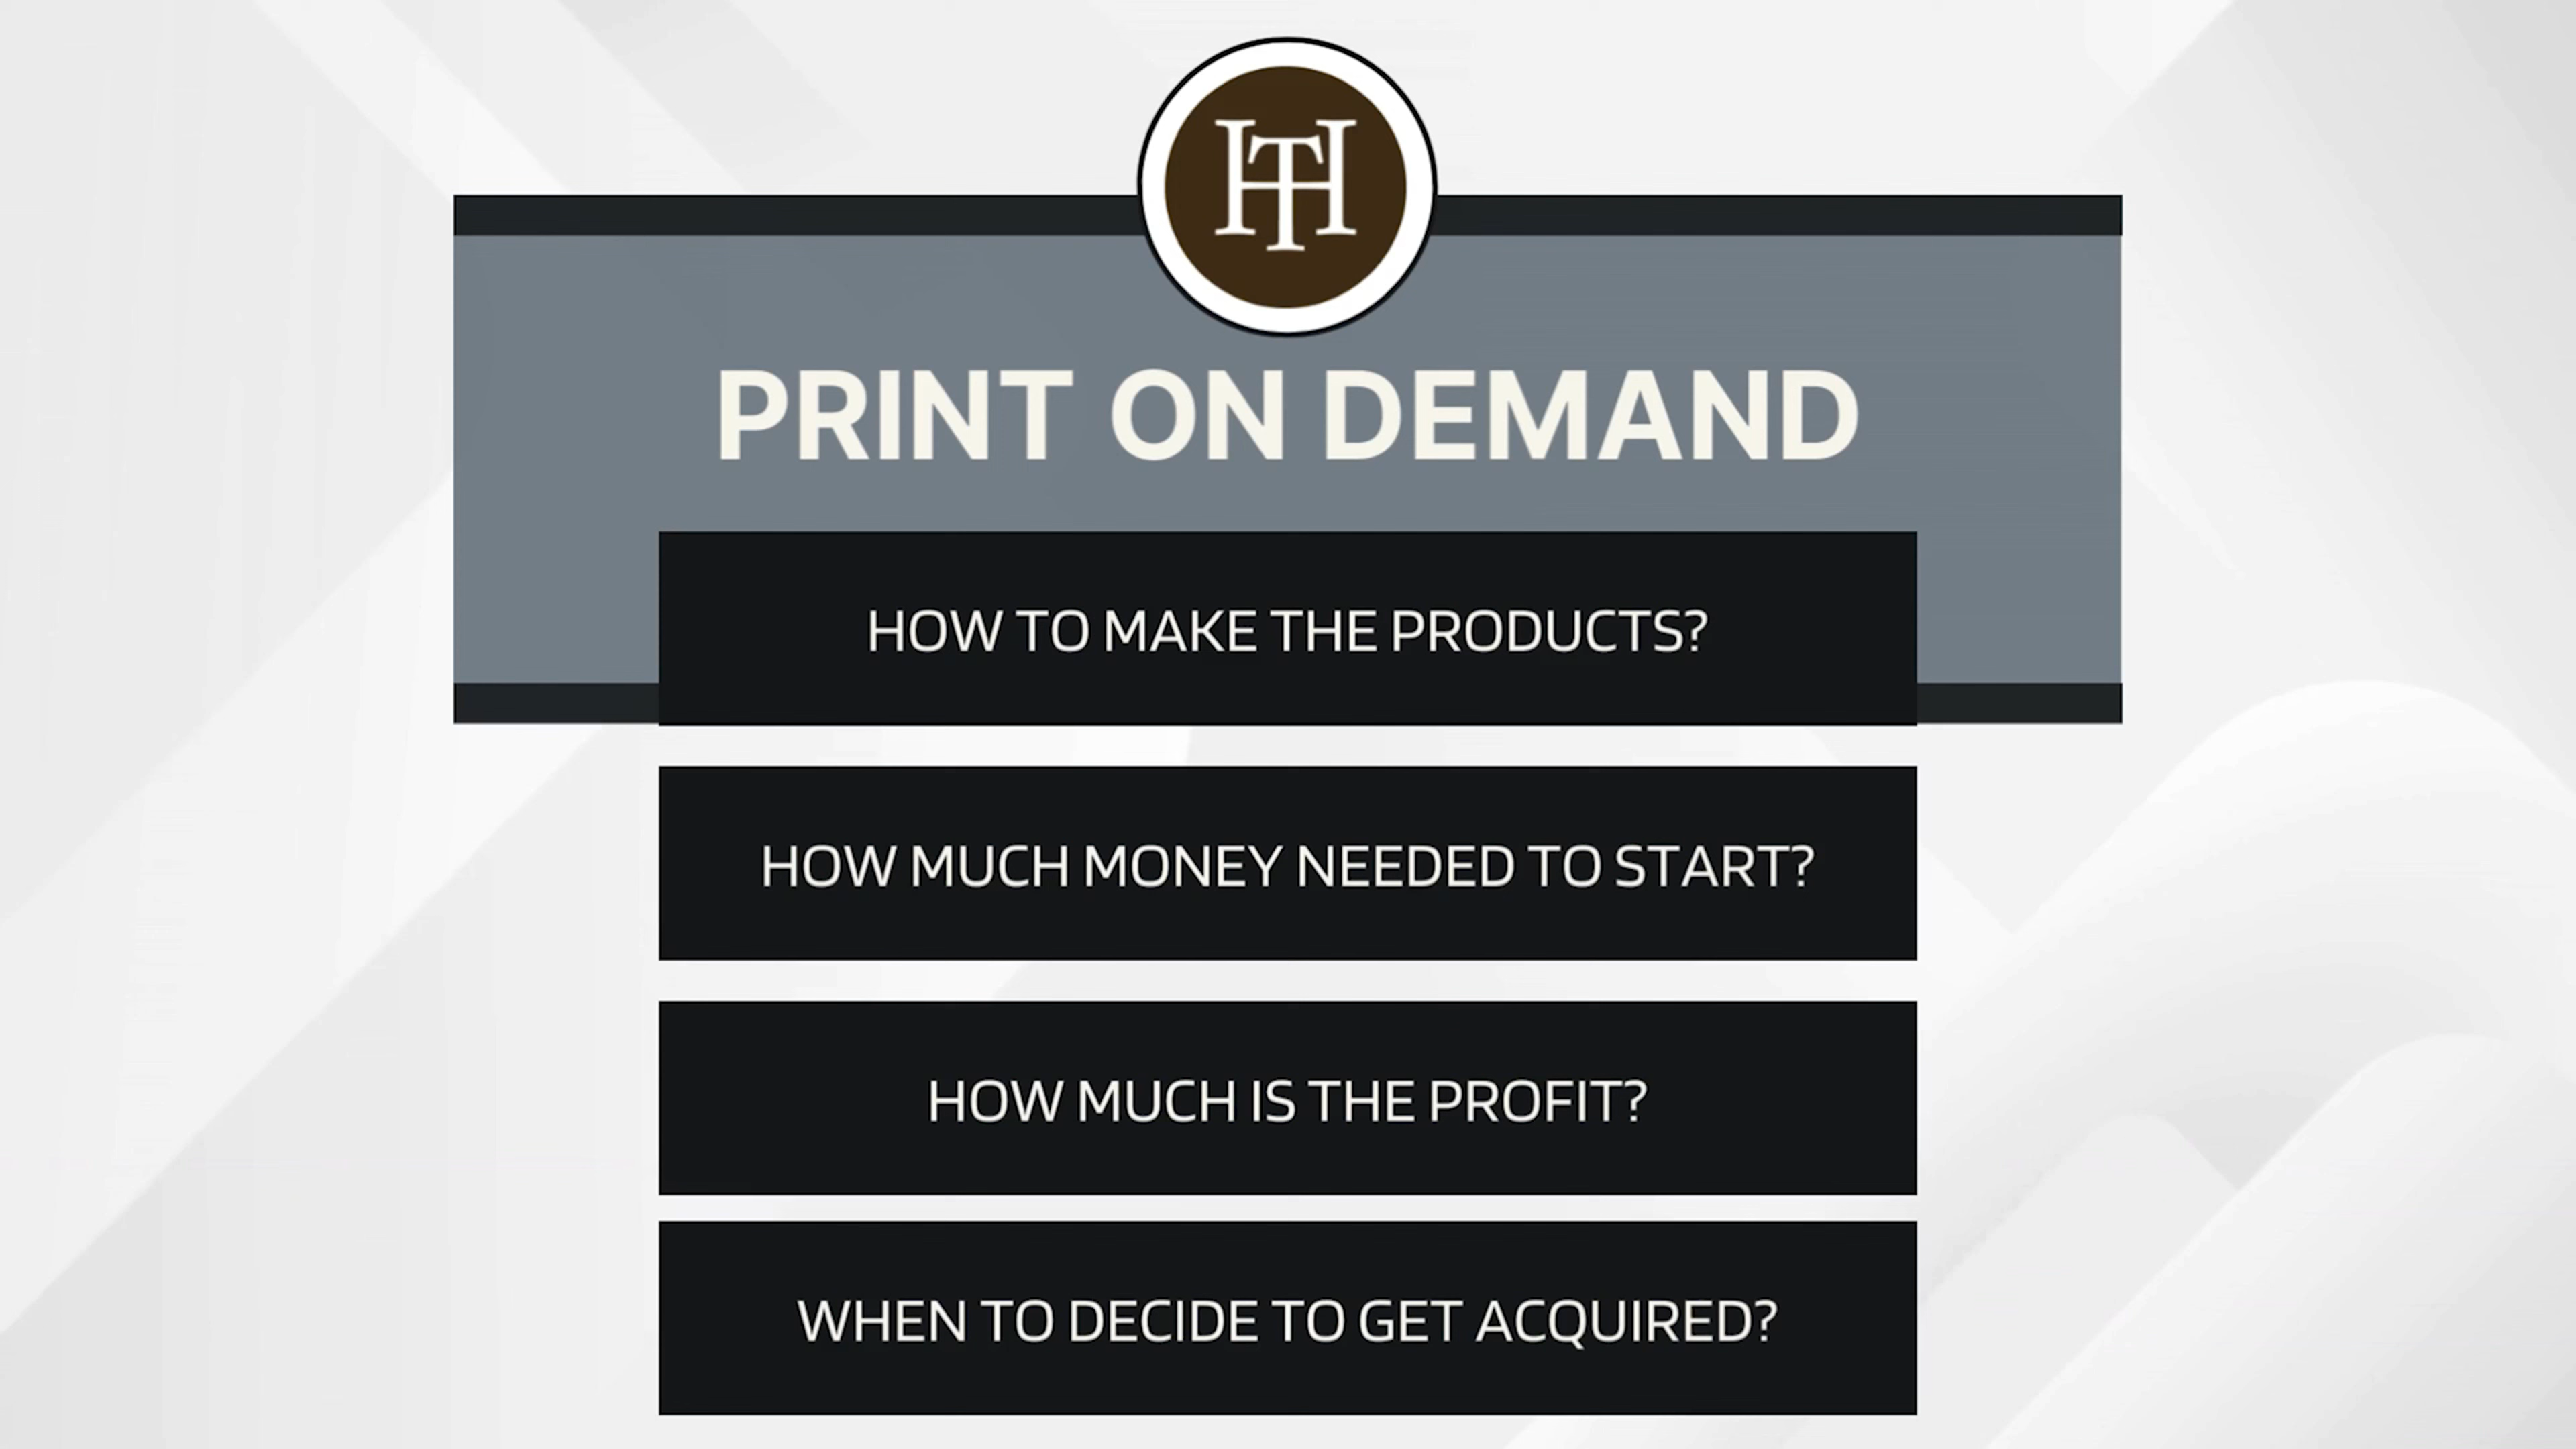 HT
PRINT ON DEMAND
HOW TO MAKE THE PRODUCTS?
HOW MUCH MONEY NEEDED TO START?
HOW MUCH IS THE PROFIT?
WHEN TO DECIDE TO GET ACQUIRED?